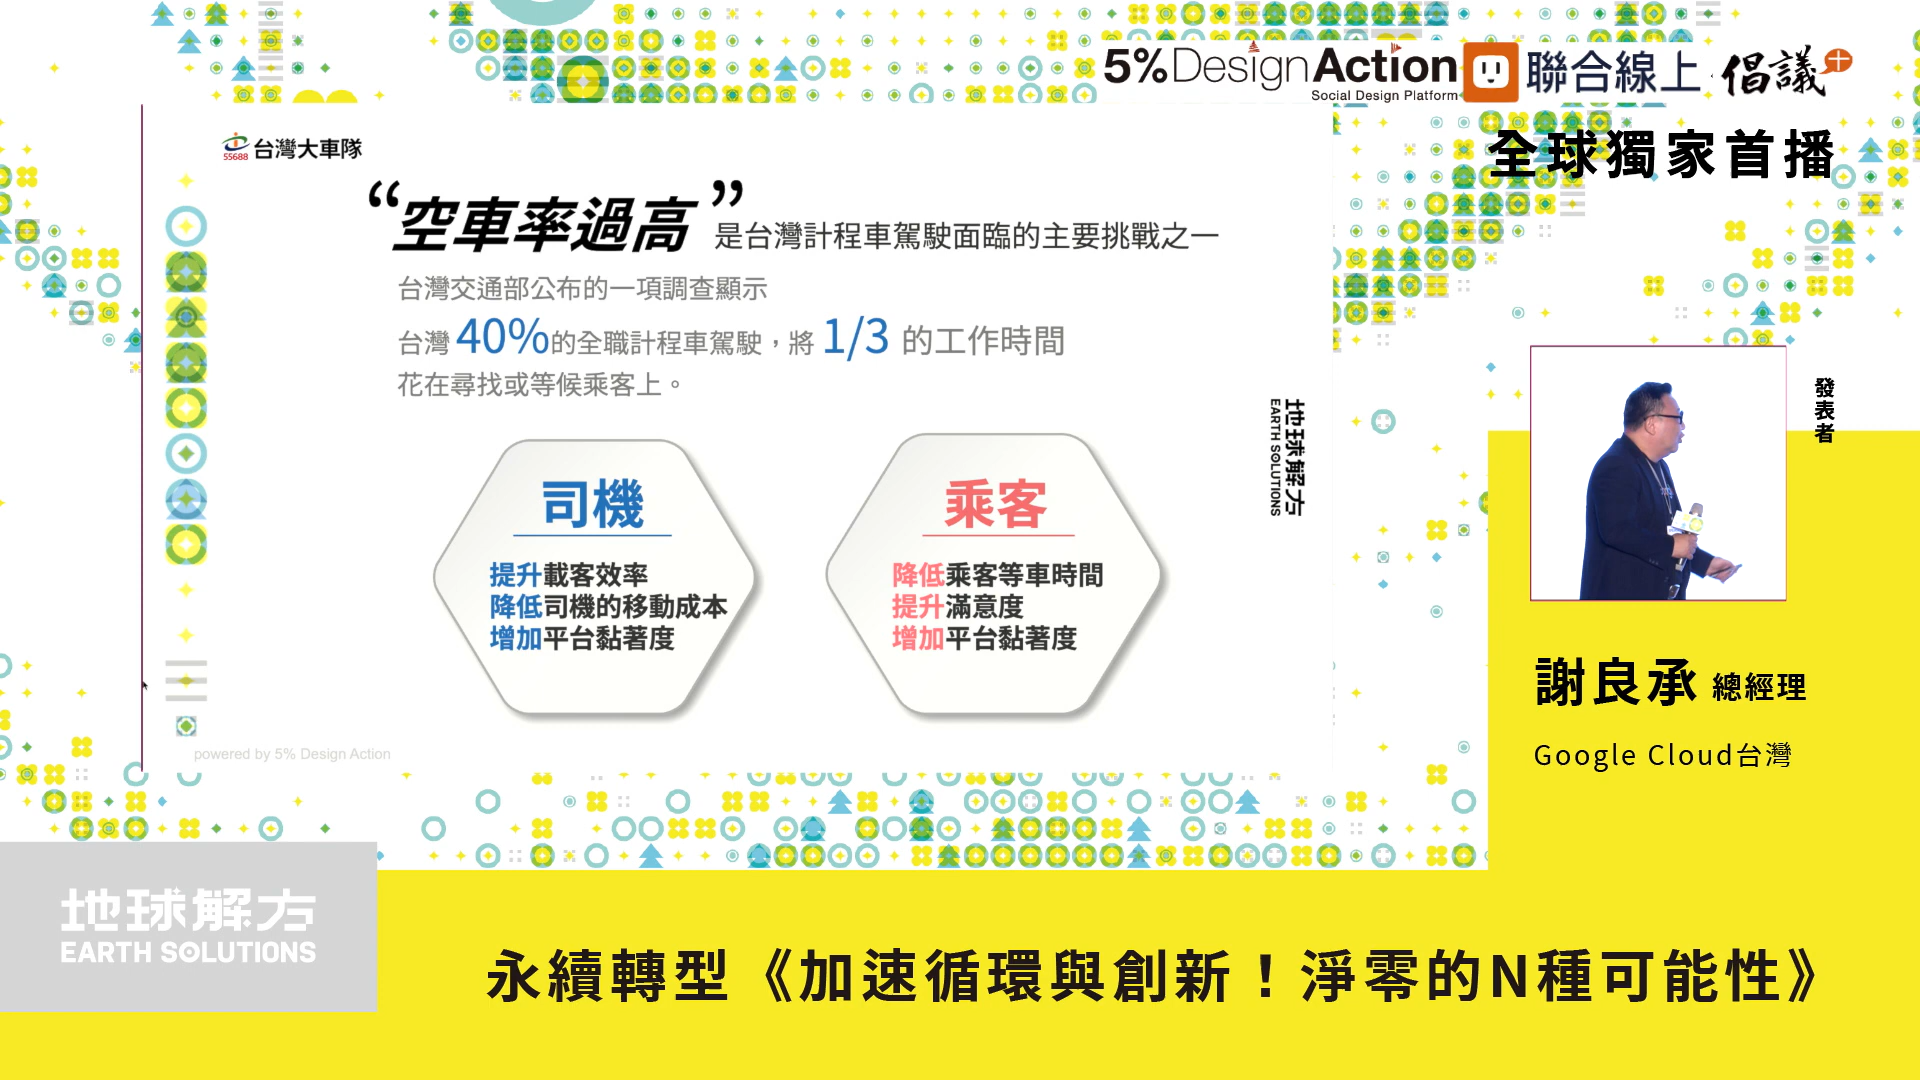 5%DesignAction
Social Design Platform
聯合線上
倡議+
全球獨家首播
55688 台灣大車隊
“空車率過高”是台灣計程車駕駛面臨的主要挑戰之一
台灣交通部公布的一項調查顯示
台灣 40%的全職計程車駕駛，將 1/3 的工作時間
花在尋找或等候乘客上。
司機
提升載客效率
降低司機的移動成本
增加平台黏著度
乘客
降低乘客等車時間
提升滿意度
增加平台黏著度
地球解方
EARTH SOLUTIONS
powered by 5% Design Action
發表者
謝良承 總經理
Google Cloud台灣
地球解方
EARTH SOLUTIONS
永續轉型《加速循環與創新！淨零的N種可能性》